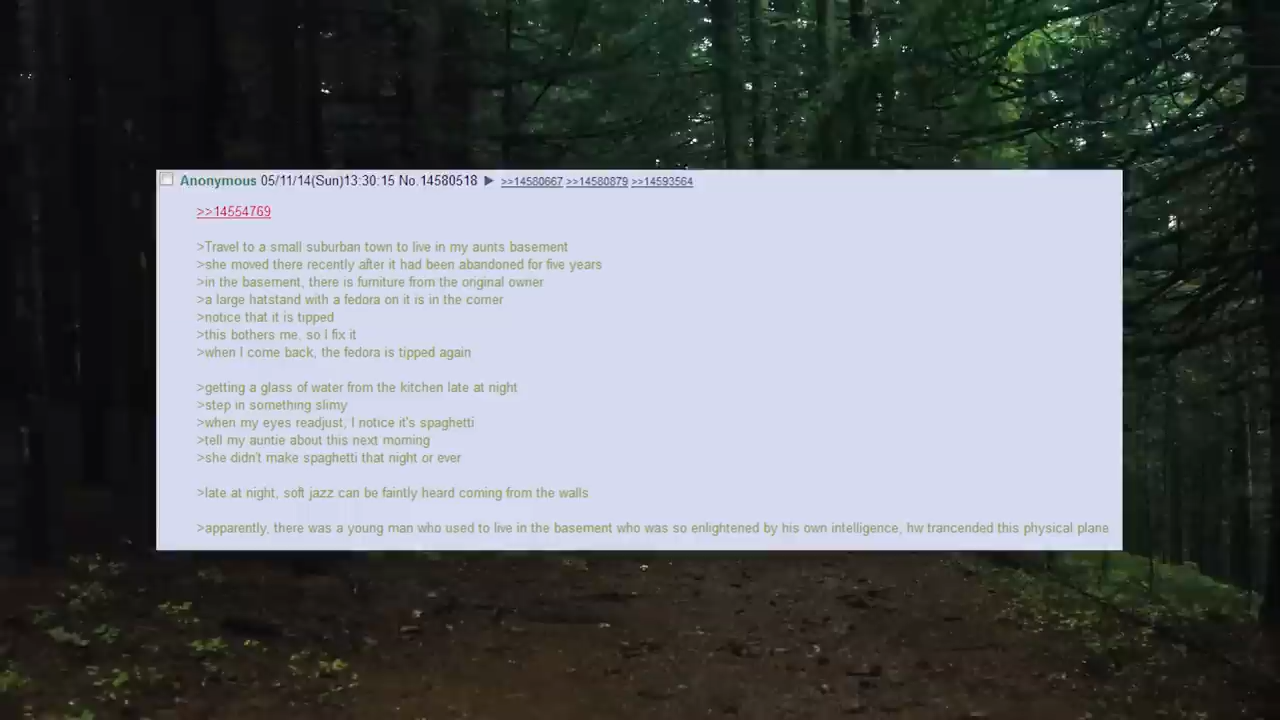 Anonymous 05/11/14(Sun)13:30:15 No.14580518 ▶ >>14580667 >>14580879 >>14593564
>>14554769
>Travel to a small suburban town to live in my aunts basement
>she moved there recently after it had been abandoned for five years
>in the basement, there is furniture from the original owner
>a large hatstand with a fedora on it is in the corner
>notice that it is tipped
>this bothers me, so I fix it
>when I come back, the fedora is tipped again
>getting a glass of water from the kitchen late at night
>step in something slimy
>when my eyes readjust, I notice it's spaghetti
>tell my auntie about this next morning
>she didn't make spaghetti that night or ever
>late at night, soft jazz can be faintly heard coming from the walls
>apparently, there was a young man who used to live in the basement who was so enlightened by his own intelligence, hw trancended this physical plane